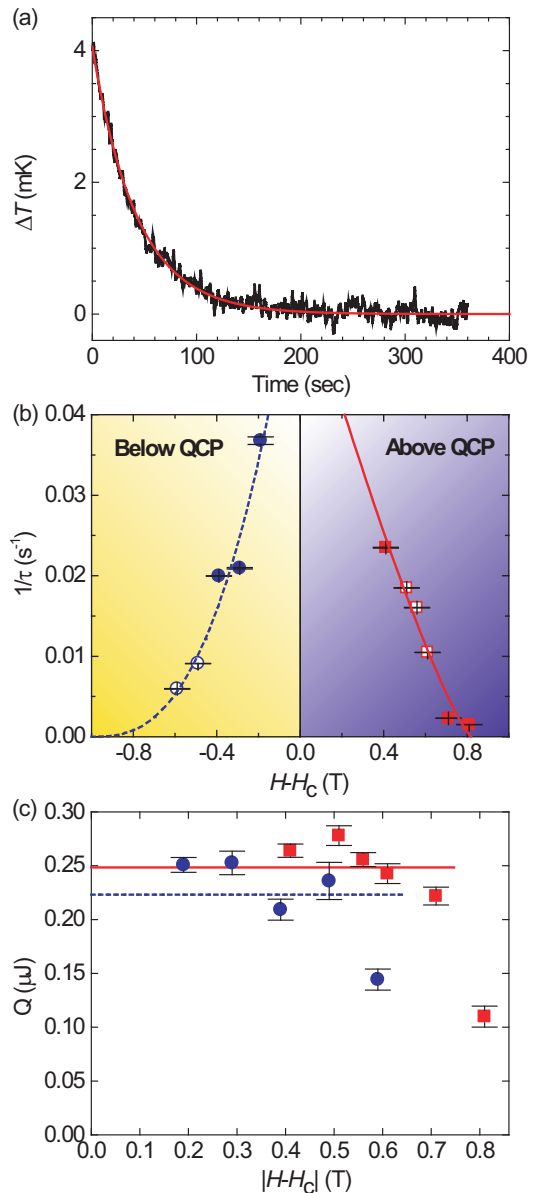 (a)
4
2
0
ΔT (mK)
0 100 200 300 400
Time (sec)
(b)
0.04
0.03
0.02
0.01
0.00
1/τ (s⁻¹)
Below QCP
Above QCP
-0.8 -0.4 0.0 0.4 0.8
H-H_C (T)
(c)
0.30
0.25
0.20
0.15
0.10
0.05
0.00
Q (μJ)
0.0 0.1 0.2 0.3 0.4 0.5 0.6 0.7 0.8
|H-H_C| (T)